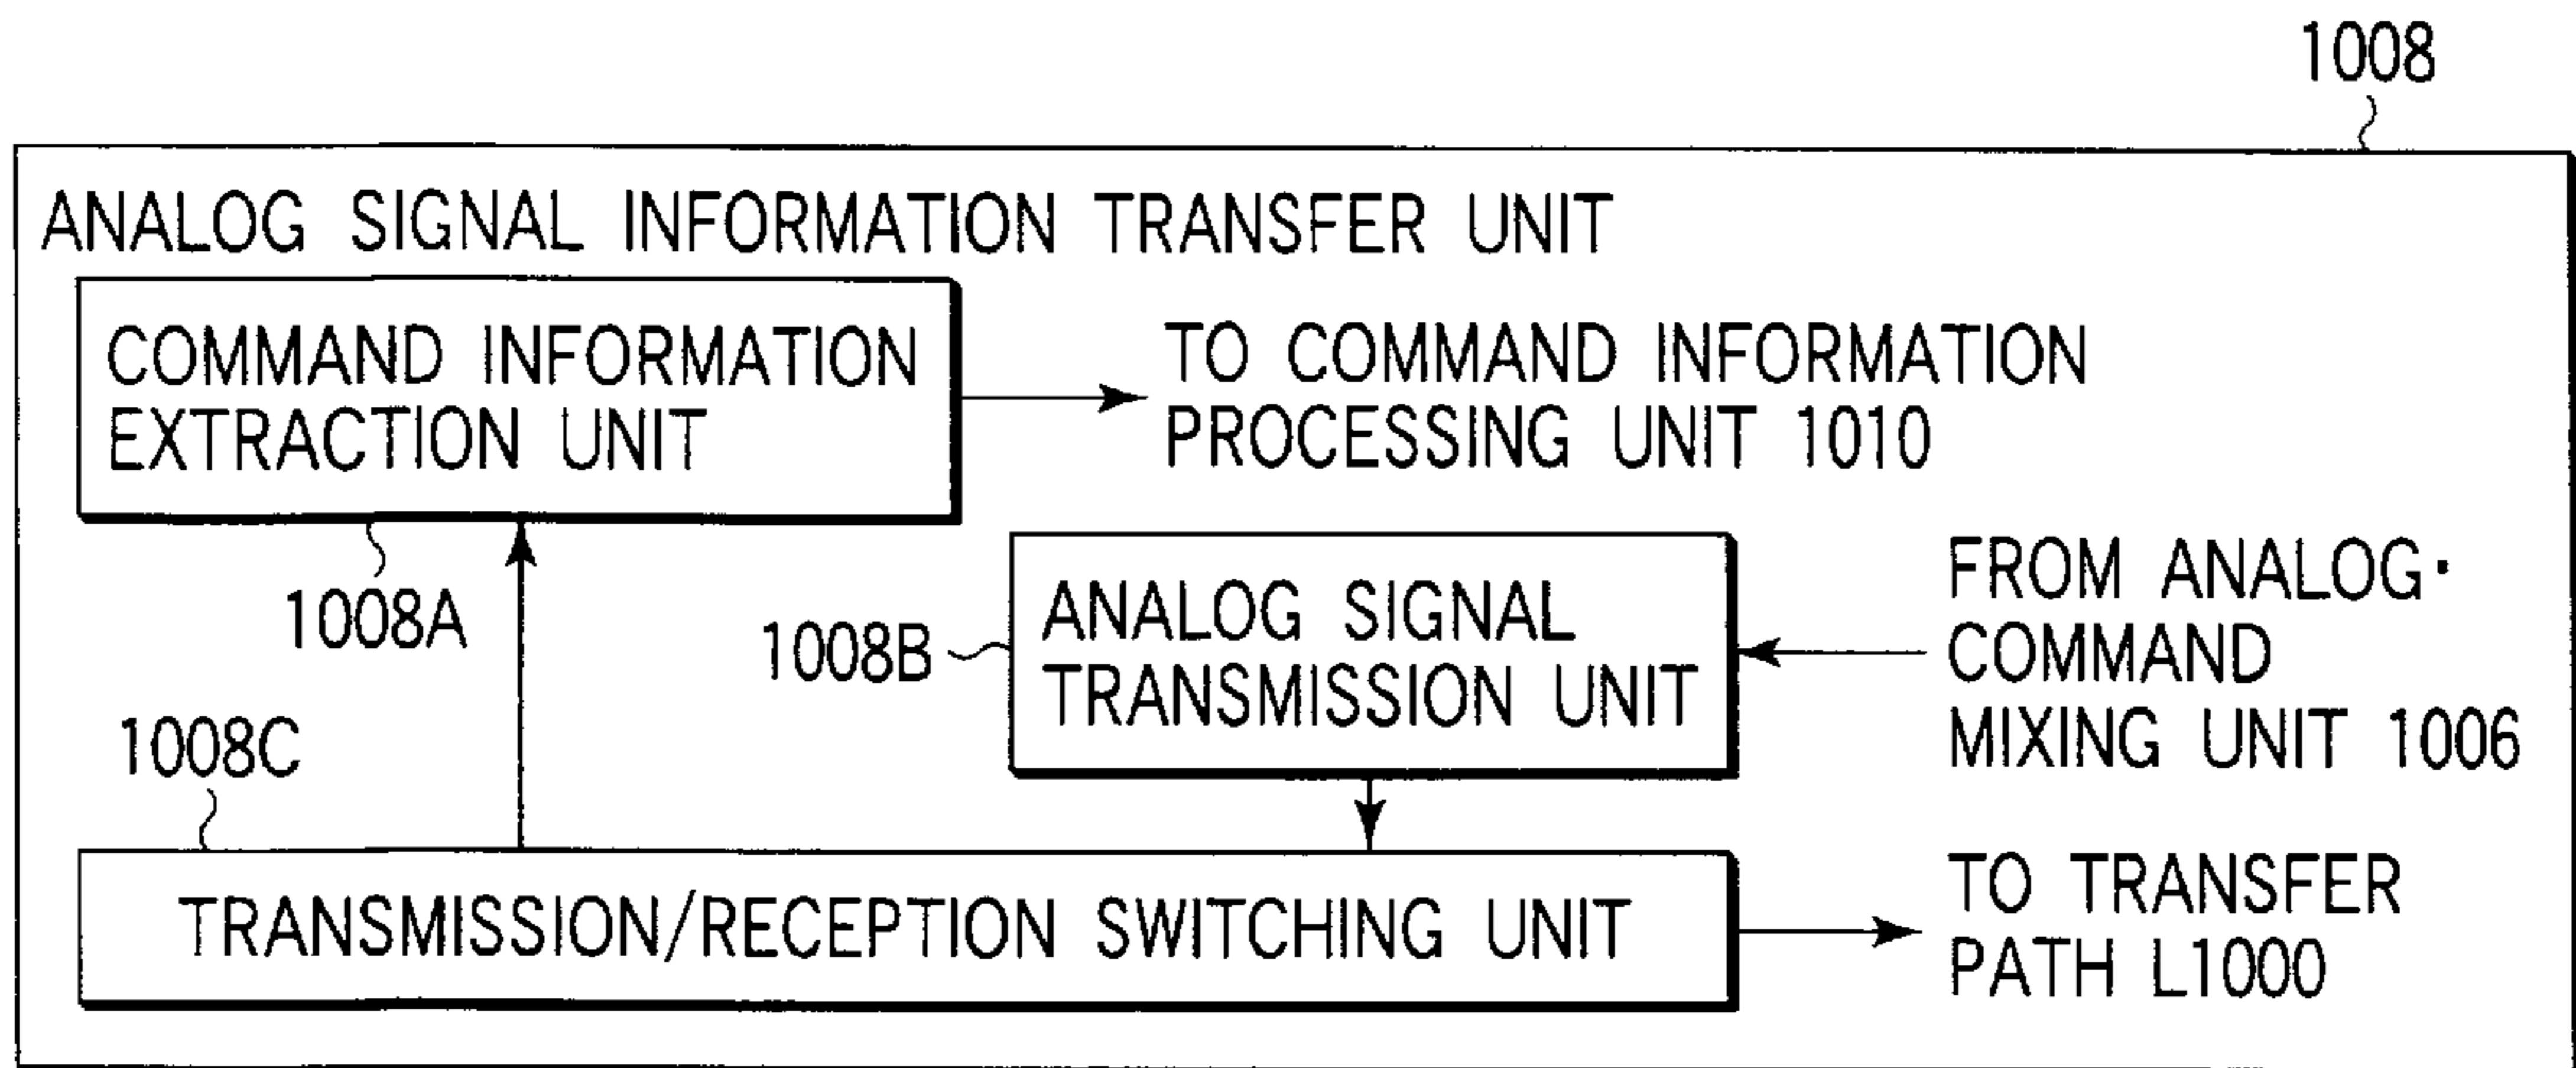 1008
ANALOG SIGNAL INFORMATION TRANSFER UNIT
COMMAND INFORMATION
EXTRACTION UNIT
TO COMMAND INFORMATION
PROCESSING UNIT 1010
1008A
1008B
ANALOG SIGNAL
TRANSMISSION UNIT
FROM ANALOG·
COMMAND
MIXING UNIT 1006
1008C
TRANSMISSION/RECEPTION SWITCHING UNIT
TO TRANSFER
PATH L1000